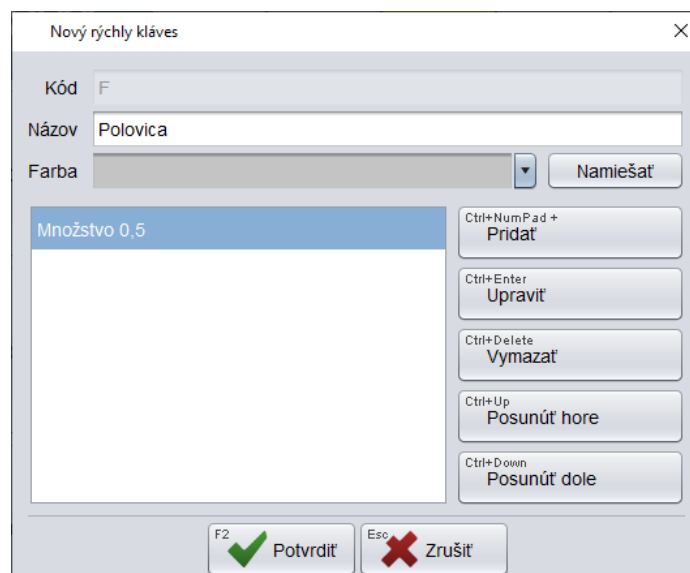 Nový rýchly kláves
Kód F
Názov Polovica
Farba Namiešať
Množstvo 0,5
Ctrl+NumPad +
Pridať
Ctrl+Enter
Upraviť
Ctrl+Delete
Vymazať
Ctrl+Up
Posunúť hore
Ctrl+Down
Posunúť dole
F2 Potvrdiť
Esc Zrušiť